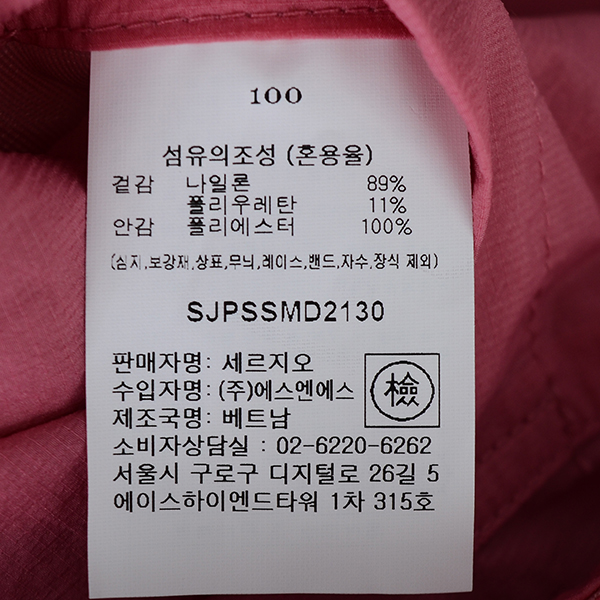 100
섬유의조성 (혼용율)
겉감 나일론 89%
폴리우레탄 11%
안감 폴리에스터 100%
(심지,보강재,상표,무늬,레이스,밴드,자수,장식 제외)
SJPSSMD2130
판매자명: 세르지오
수입자명: (주)에스엔에스
제조국명: 베트남
檢
소비자상담실 : 02-6220-6262
서울시 구로구 디지털로 26길 5
에이스하이엔드타워 1차 315호